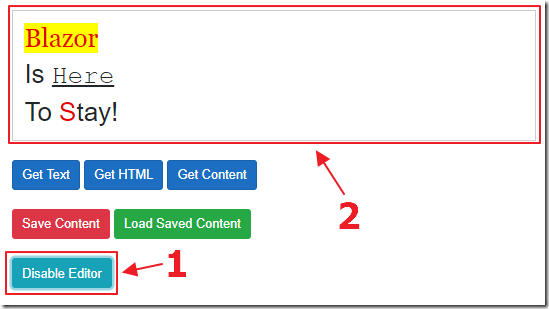 Blazor
Is Here
To Stay!
Get Text Get HTML Get Content
2
Save Content Load Saved Content
1
Disable Editor